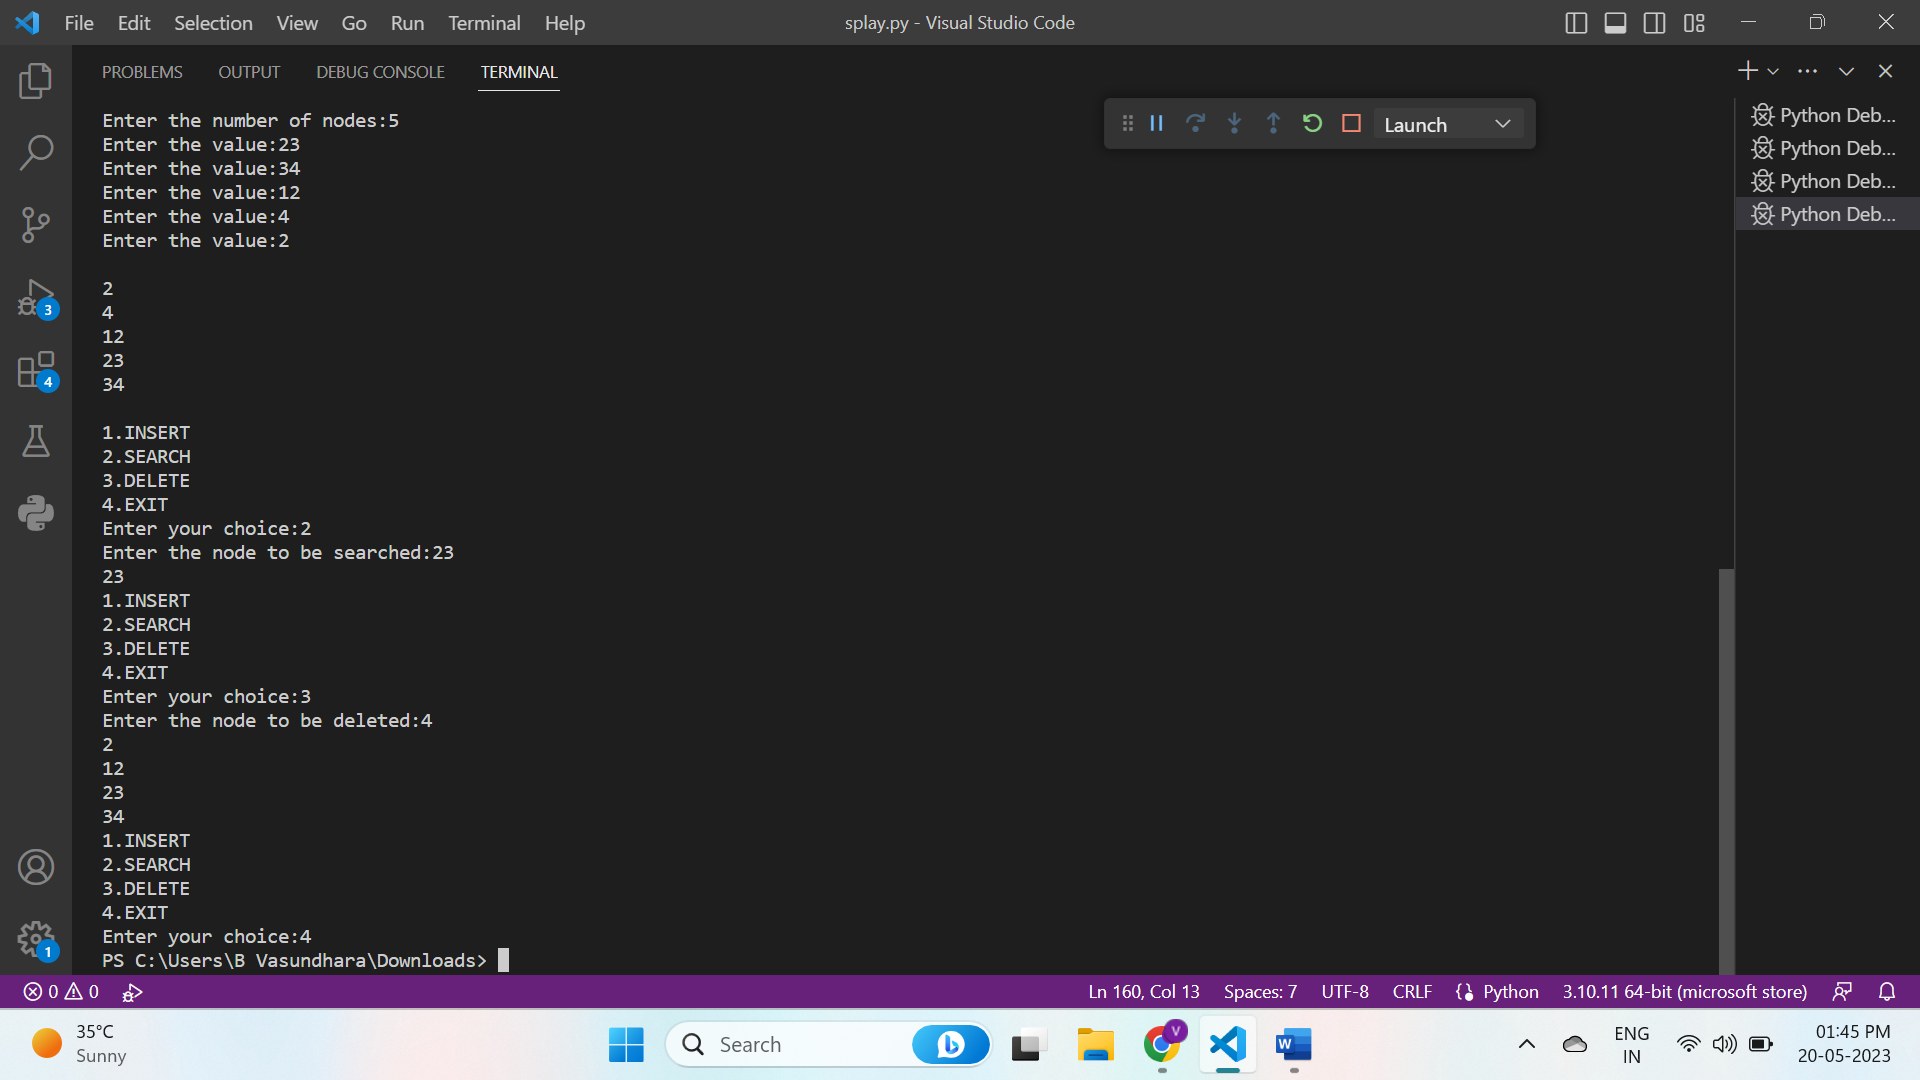 File Edit Selection View Go Run Terminal Help
splay.py - Visual Studio Code
PROBLEMS OUTPUT DEBUG CONSOLE TERMINAL
Launch
Python Deb...
Python Deb...
Python Deb...
Python Deb...
Enter the number of nodes:5
Enter the value:23
Enter the value:34
Enter the value:12
Enter the value:4
Enter the value:2
2
4
12
23
34
1.INSERT
2.SEARCH
3.DELETE
4.EXIT
Enter your choice:2
Enter the node to be searched:23
23
1.INSERT
2.SEARCH
3.DELETE
4.EXIT
Enter your choice:3
Enter the node to be deleted:4
2
12
23
34
1.INSERT
2.SEARCH
3.DELETE
4.EXIT
Enter your choice:4
PS C:\Users\B Vasundhara\Downloads>
3
4
1
0 0
Ln 160, Col 13 Spaces: 7 UTF-8 CRLF Python 3.10.11 64-bit (microsoft store)
35°C
Sunny
Search
V
W
ENG
IN
01:45 PM
20-05-2023